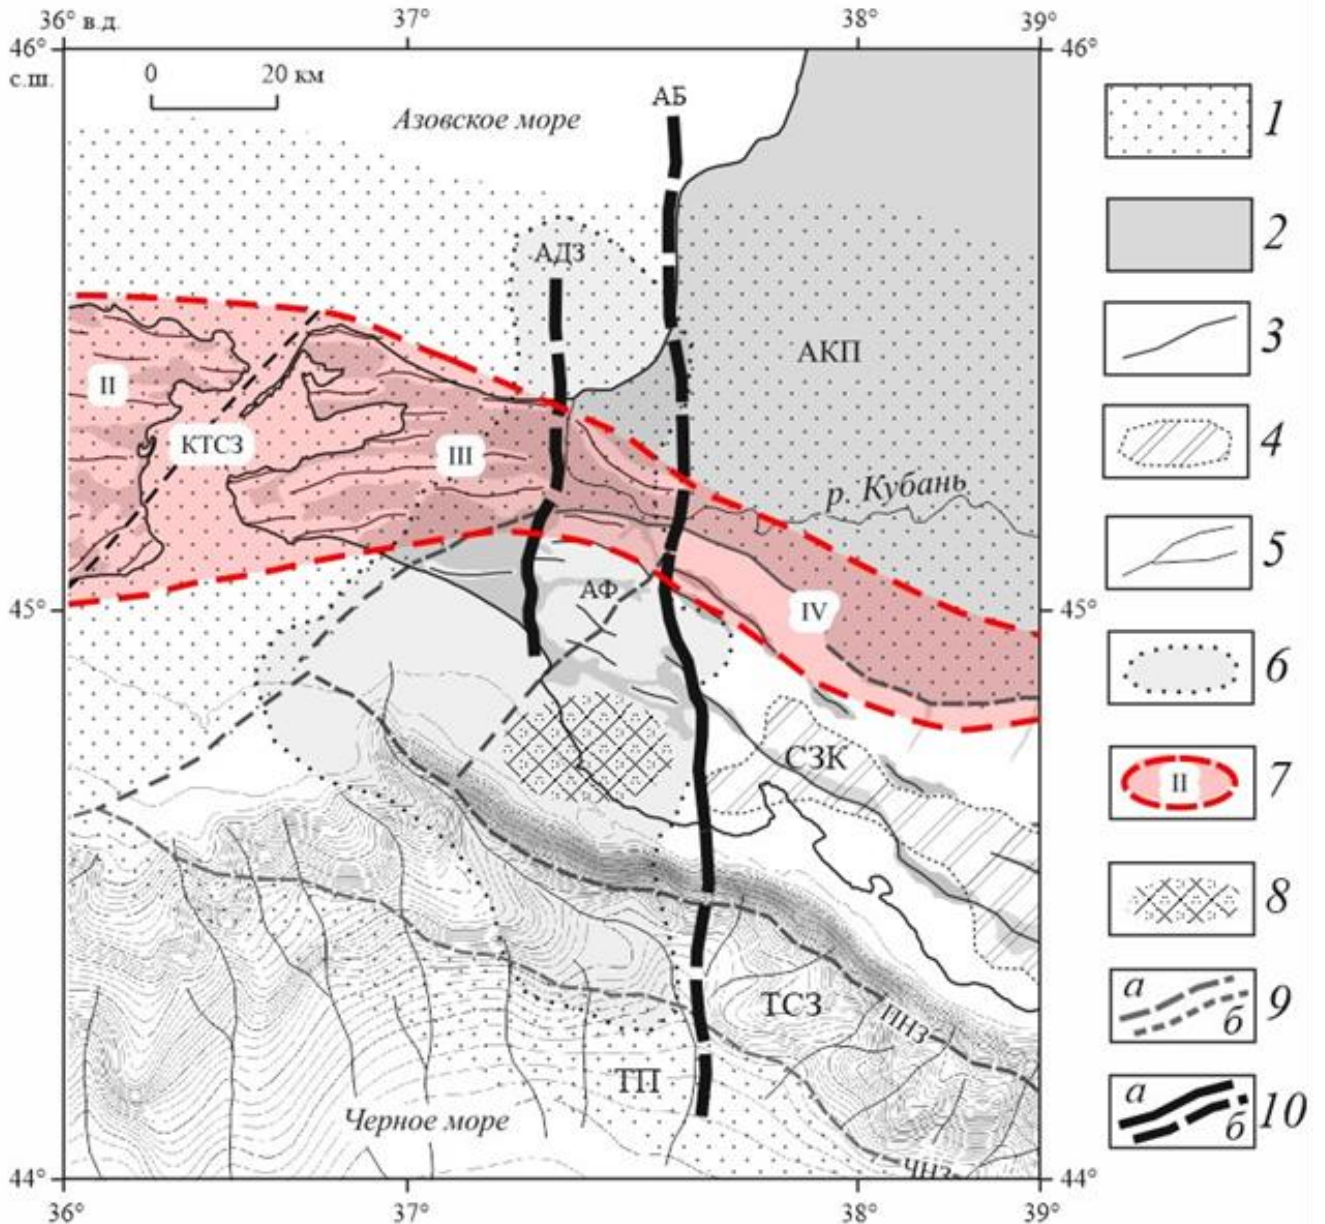 36° в.д.
37°
38°
39°
46°
46°
с.ш.
0
20 км
АБ
Азовское море
1
2
АДЗ
3
АКП
II
4
КТСЗ
III
р. Кубань
5
АФ
45°
45°
IV
6
СЗК
II
7
8
а
б
9
ТСЗ
ПНЗ
ТП
а
б
10
Черное море
ЧНЗ
44°
44°
36°
37°
38°
39°